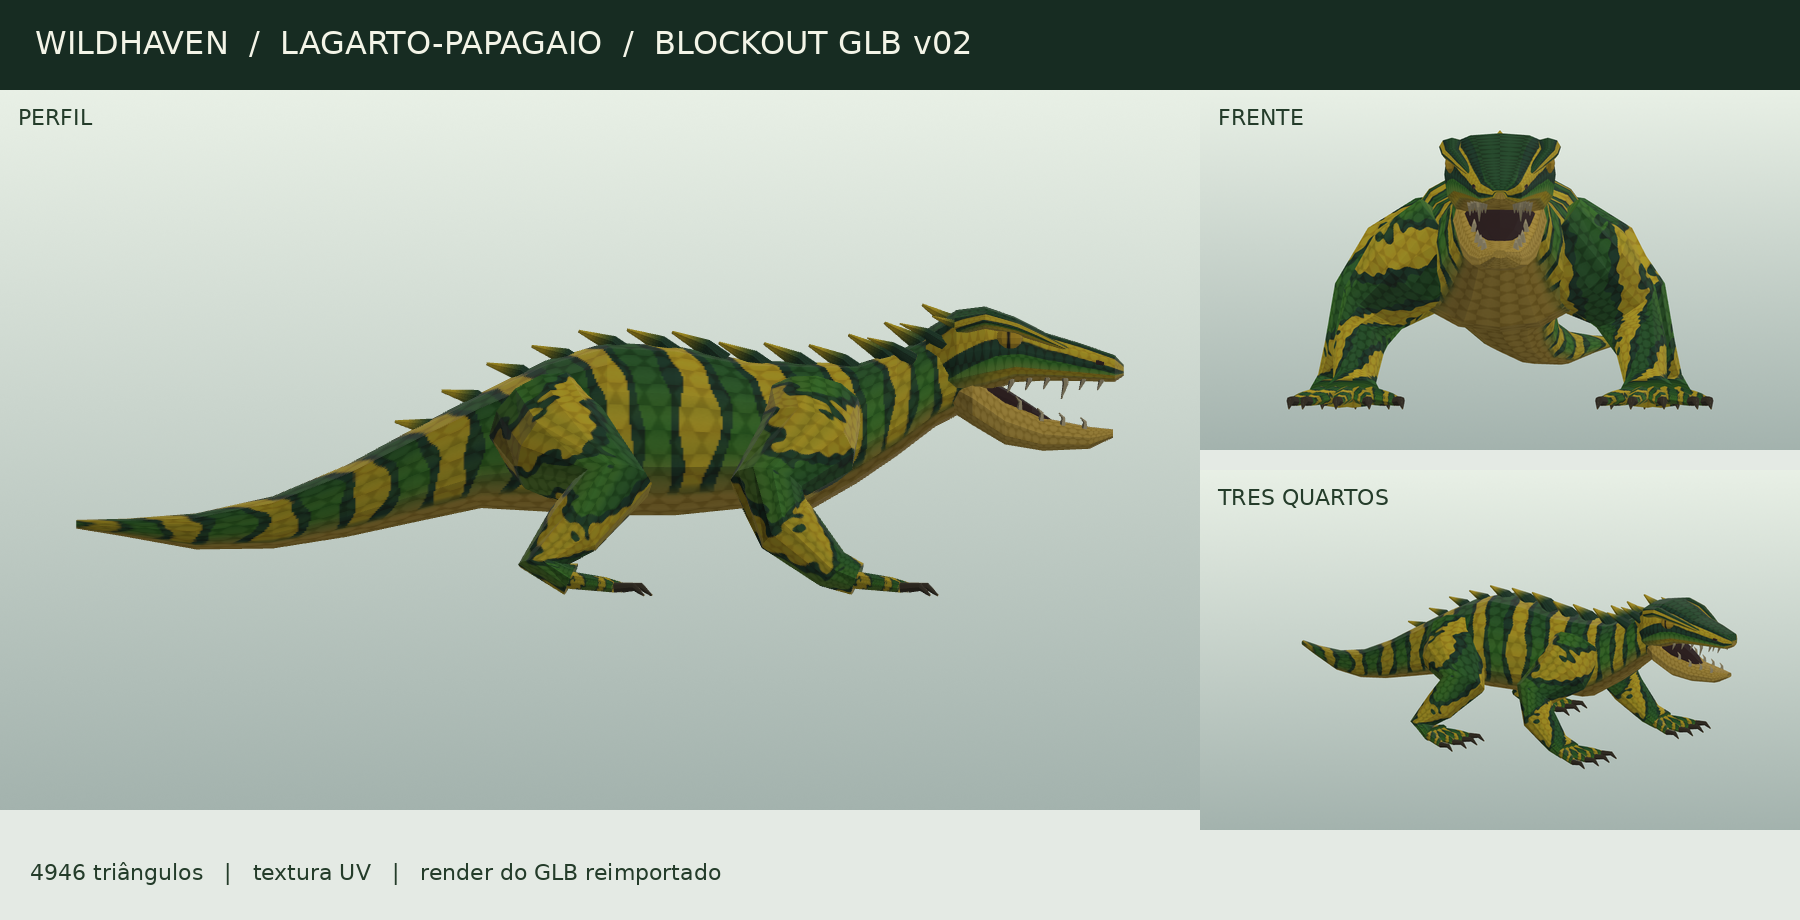 WILDHAVEN / LAGARTO-PAPAGAIO / BLOCKOUT GLB v02
PERFIL
FRENTE
TRES QUARTOS
4946 triângulos | textura UV | render do GLB reimportado